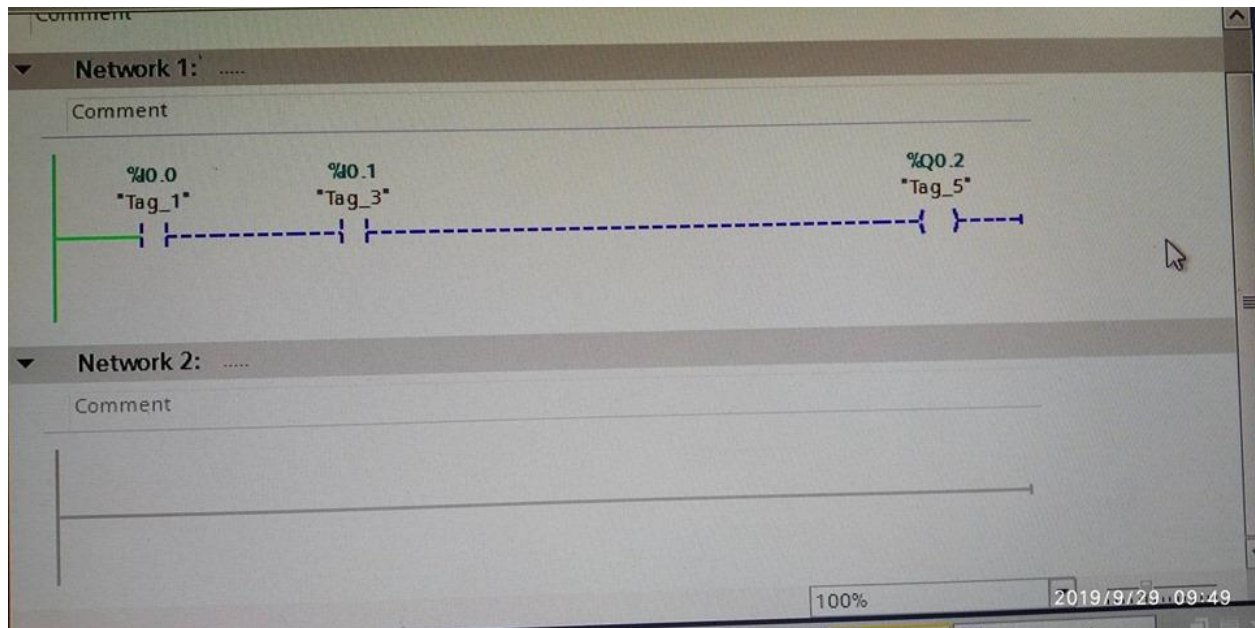 Comment
Network 1: .....
Comment
%I0.0
"Tag_1"
%I0.1
"Tag_3"
%Q0.2
"Tag_5"
Network 2: .....
Comment
100%
2019/9/29 09:49